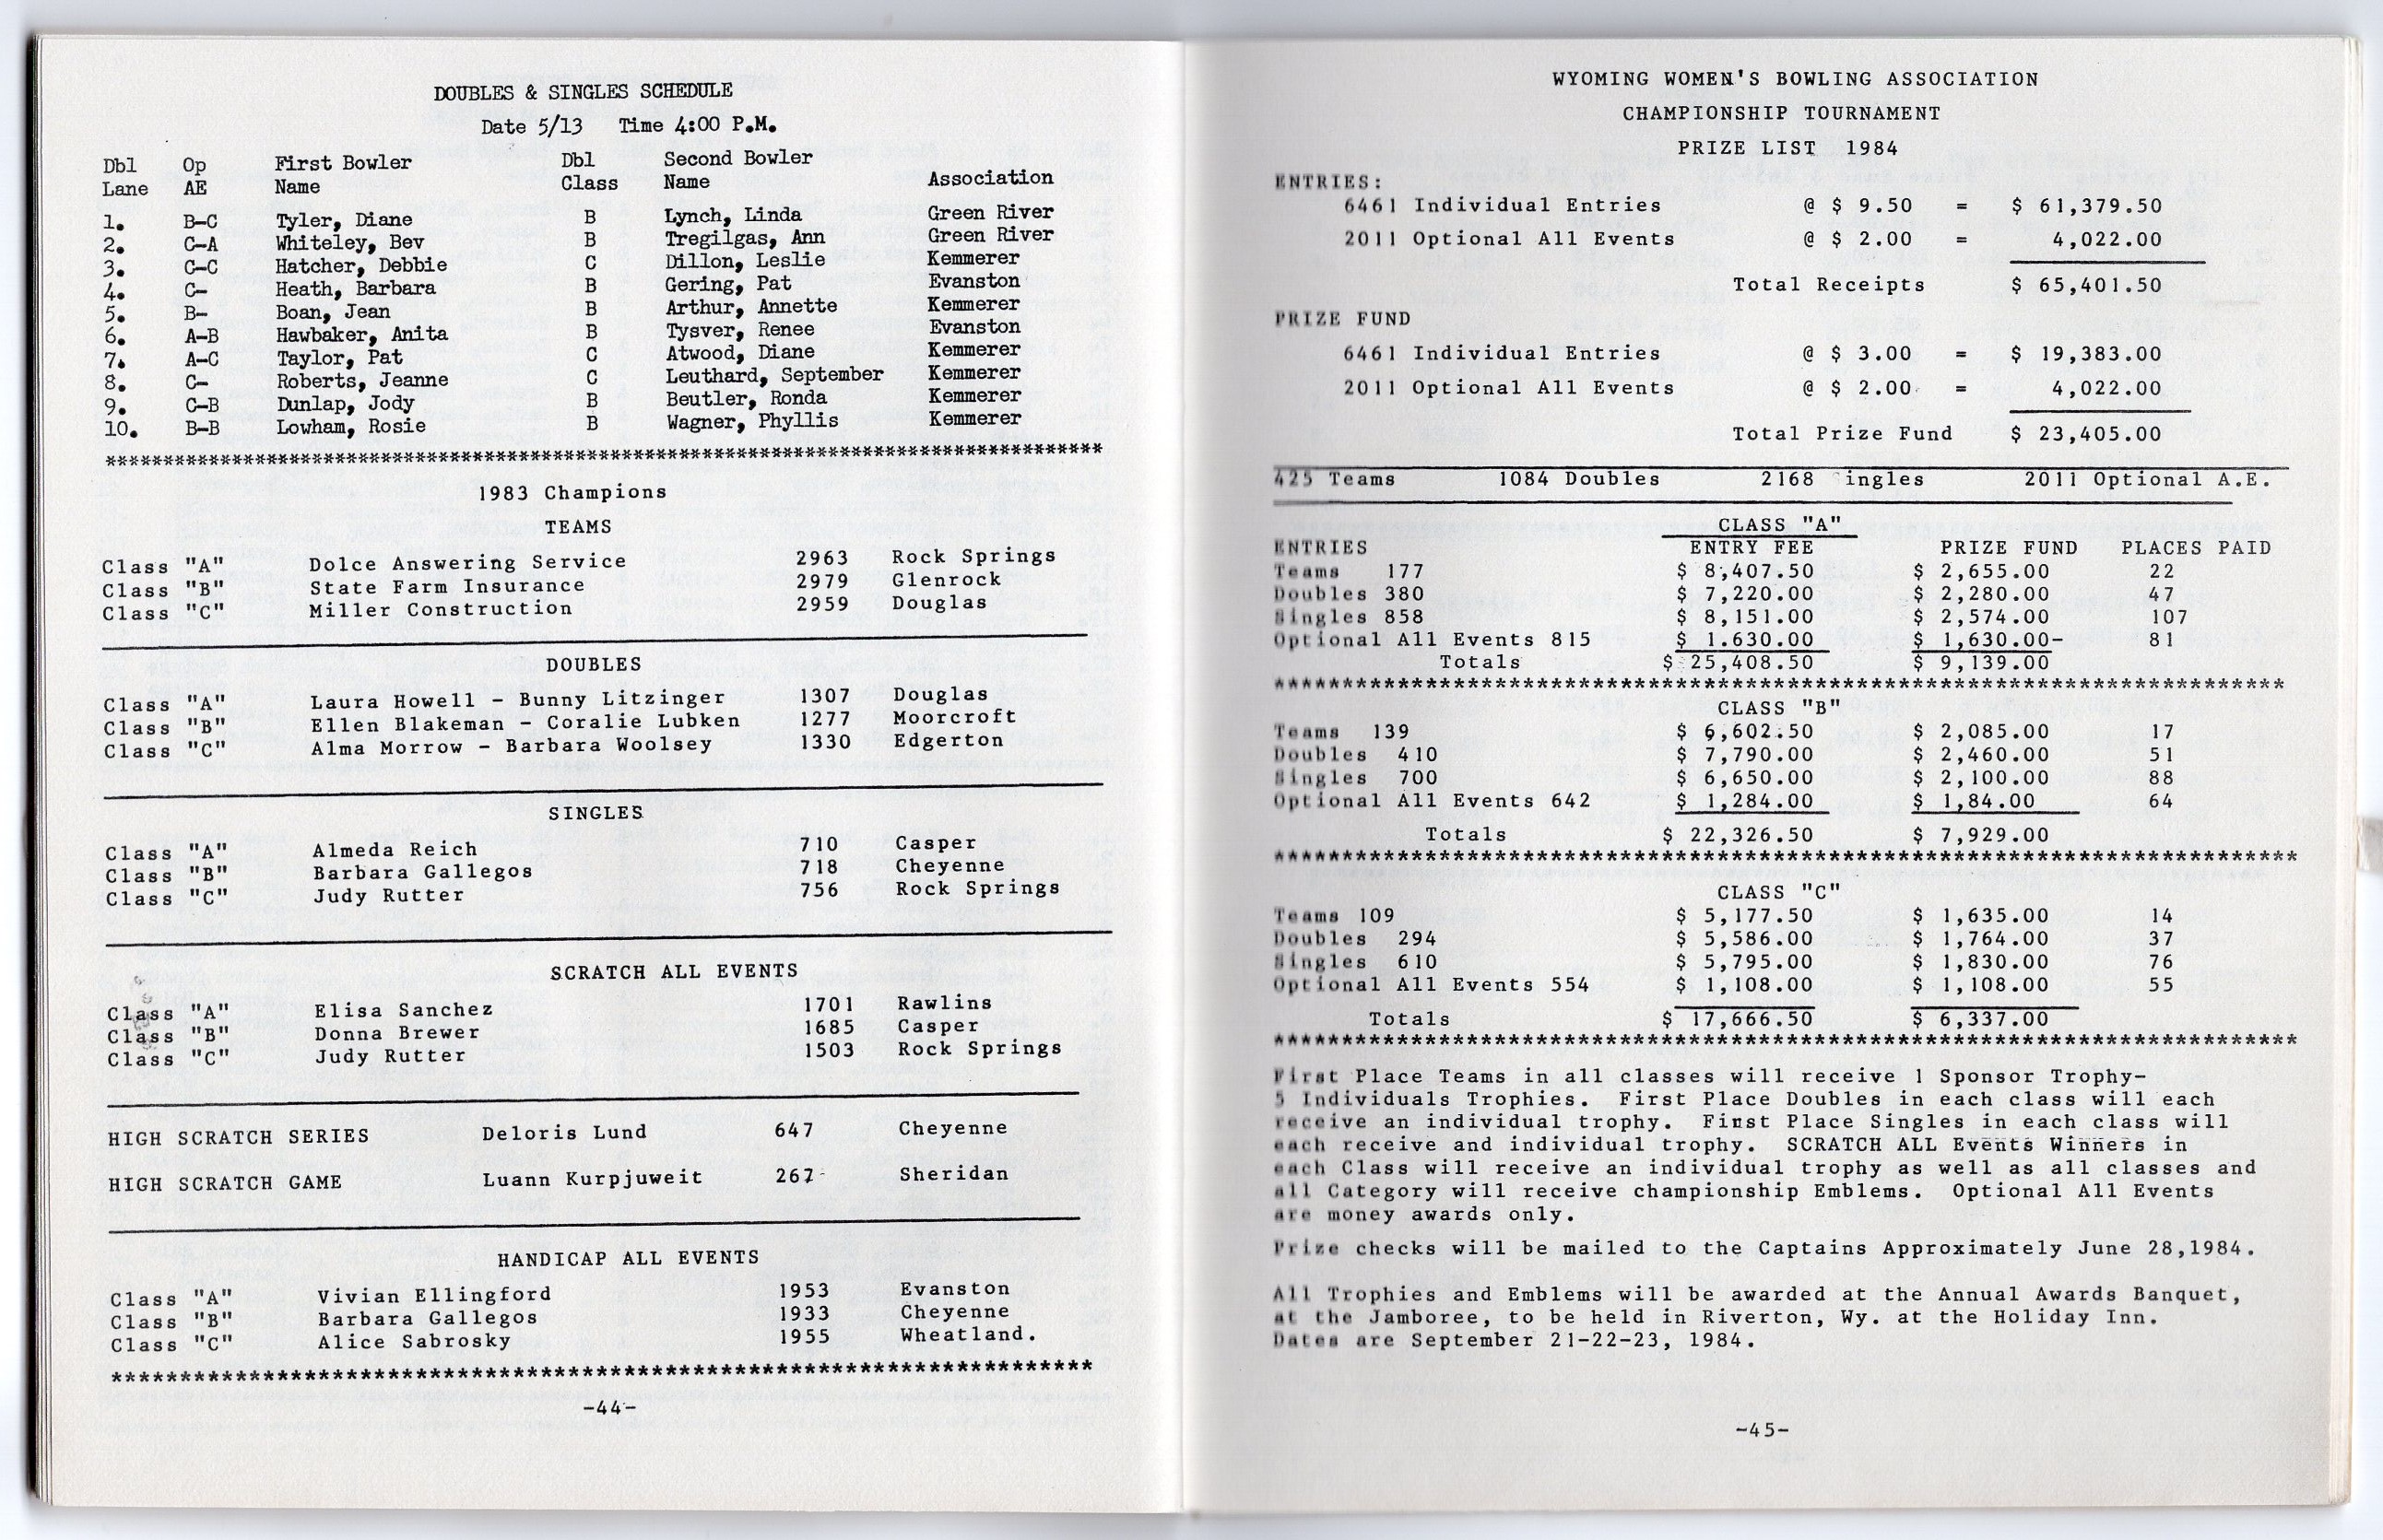 DOUBLES & SINGLES SCHEDULE
Date 5/13 Time 4:00 P.M.
Dbl Op First Bowler Dbl Second Bowler
Lane AE Name Class Name Association
1. B-C Tyler, Diane B Lynch, Linda Green River
2. C-A Whiteley, Bev B Tregilgas, Ann Green River
3. C-C Hatcher, Debbie C Dillon, Leslie Kemmerer
4. C- Heath, Barbara B Gering, Pat Evanston
5. B- Boan, Jean B Arthur, Annette Kemmerer
6. A-B Hawbaker, Anita B Tysver, Renee Evanston
7. A-C Taylor, Pat C Atwood, Diane Kemmerer
8. C- Roberts, Jeanne C Leuthard, September Kemmerer
9. C-B Dunlap, Jody B Beutler, Ronda Kemmerer
10. B-B Lowham, Rosie B Wagner, Phyllis Kemmerer
****************************************************************************************
1983 Champions
TEAMS
Class "A" Dolce Answering Service 2963 Rock Springs
Class "B" State Farm Insurance 2979 Glenrock
Class "C" Miller Construction 2959 Douglas
DOUBLES
Class "A" Laura Howell - Bunny Litzinger 1307 Douglas
Class "B" Ellen Blakeman - Coralie Lubken 1277 Moorcroft
Class "C" Alma Morrow - Barbara Woolsey 1330 Edgerton
SINGLES
Class "A" Almeda Reich 710 Casper
Class "B" Barbara Gallegos 718 Cheyenne
Class "C" Judy Rutter 756 Rock Springs
SCRATCH ALL EVENTS
Class "A" Elisa Sanchez 1701 Rawlins
Class "B" Donna Brewer 1685 Casper
Class "C" Judy Rutter 1503 Rock Springs
HIGH SCRATCH SERIES Deloris Lund 647 Cheyenne
HIGH SCRATCH GAME Luann Kurpjuweit 267 Sheridan
HANDICAP ALL EVENTS
Class "A" Vivian Ellingford 1953 Evanston
Class "B" Barbara Gallegos 1933 Cheyenne
Class "C" Alice Sabrosky 1955 Wheatland.
***********************************************************************
-44-
WYOMING WOMEN'S BOWLING ASSOCIATION
CHAMPIONSHIP TOURNAMENT
PRIZE LIST 1984
ENTRIES:
6461 Individual Entries @ $ 9.50 = $ 61,379.50
2011 Optional All Events @ $ 2.00 = 4,022.00
Total Receipts $ 65,401.50
PRIZE FUND
6461 Individual Entries @ $ 3.00 = $ 19,383.00
2011 Optional All Events @ $ 2.00 = 4,022.00
Total Prize Fund $ 23,405.00
425 Teams 1084 Doubles 2168 ingles 2011 Optional A.E.
CLASS "A"
ENTRIES ENTRY FEE PRIZE FUND PLACES PAID
Teams 177 $ 8,407.50 $ 2,655.00 22
Doubles 380 $ 7,220.00 $ 2,280.00 47
Singles 858 $ 8,151.00 $ 2,574.00 107
Optional All Events 815 $ 1.630.00 $ 1,630.00- 81
Totals $ 25,408.50 $ 9,139.00
**************************************************************************
CLASS "B"
Teams 139 $ 6,602.50 $ 2,085.00 17
Doubles 410 $ 7,790.00 $ 2,460.00 51
Singles 700 $ 6,650.00 $ 2,100.00 88
Optional All Events 642 $ 1,284.00 $ 1,84.00 64
Totals $ 22,326.50 $ 7,929.00
***************************************************************************
CLASS "C"
Teams 109 $ 5,177.50 $ 1,635.00 14
Doubles 294 $ 5,586.00 $ 1,764.00 37
Singles 610 $ 5,795.00 $ 1,830.00 76
Optional All Events 554 $ 1,108.00 $ 1,108.00 55
Totals $ 17,666.50 $ 6,337.00
***************************************************************************
First Place Teams in all classes will receive 1 Sponsor Trophy-
5 Individuals Trophies. First Place Doubles in each class will each
receive an individual trophy. First Place Singles in each class will
each receive and individual trophy. SCRATCH ALL Events Winners in
each Class will receive an individual trophy as well as all classes and
all Category will receive championship Emblems. Optional All Events
are money awards only.
Prize checks will be mailed to the Captains Approximately June 28,1984.
All Trophies and Emblems will be awarded at the Annual Awards Banquet,
at the Jamboree, to be held in Riverton, Wy. at the Holiday Inn.
Dates are September 21-22-23, 1984.
-45-